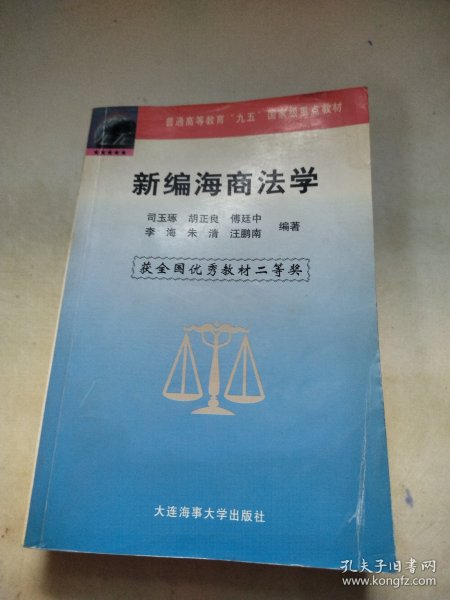 普通高等教育“九五”国家级重点教材
新编海商法学
司玉琢 胡正良 傅廷中
李海 朱清 汪鹏南 编著
获全国优秀教材二等奖
大连海事大学出版社
孔夫子旧书网
www.kongfz.com